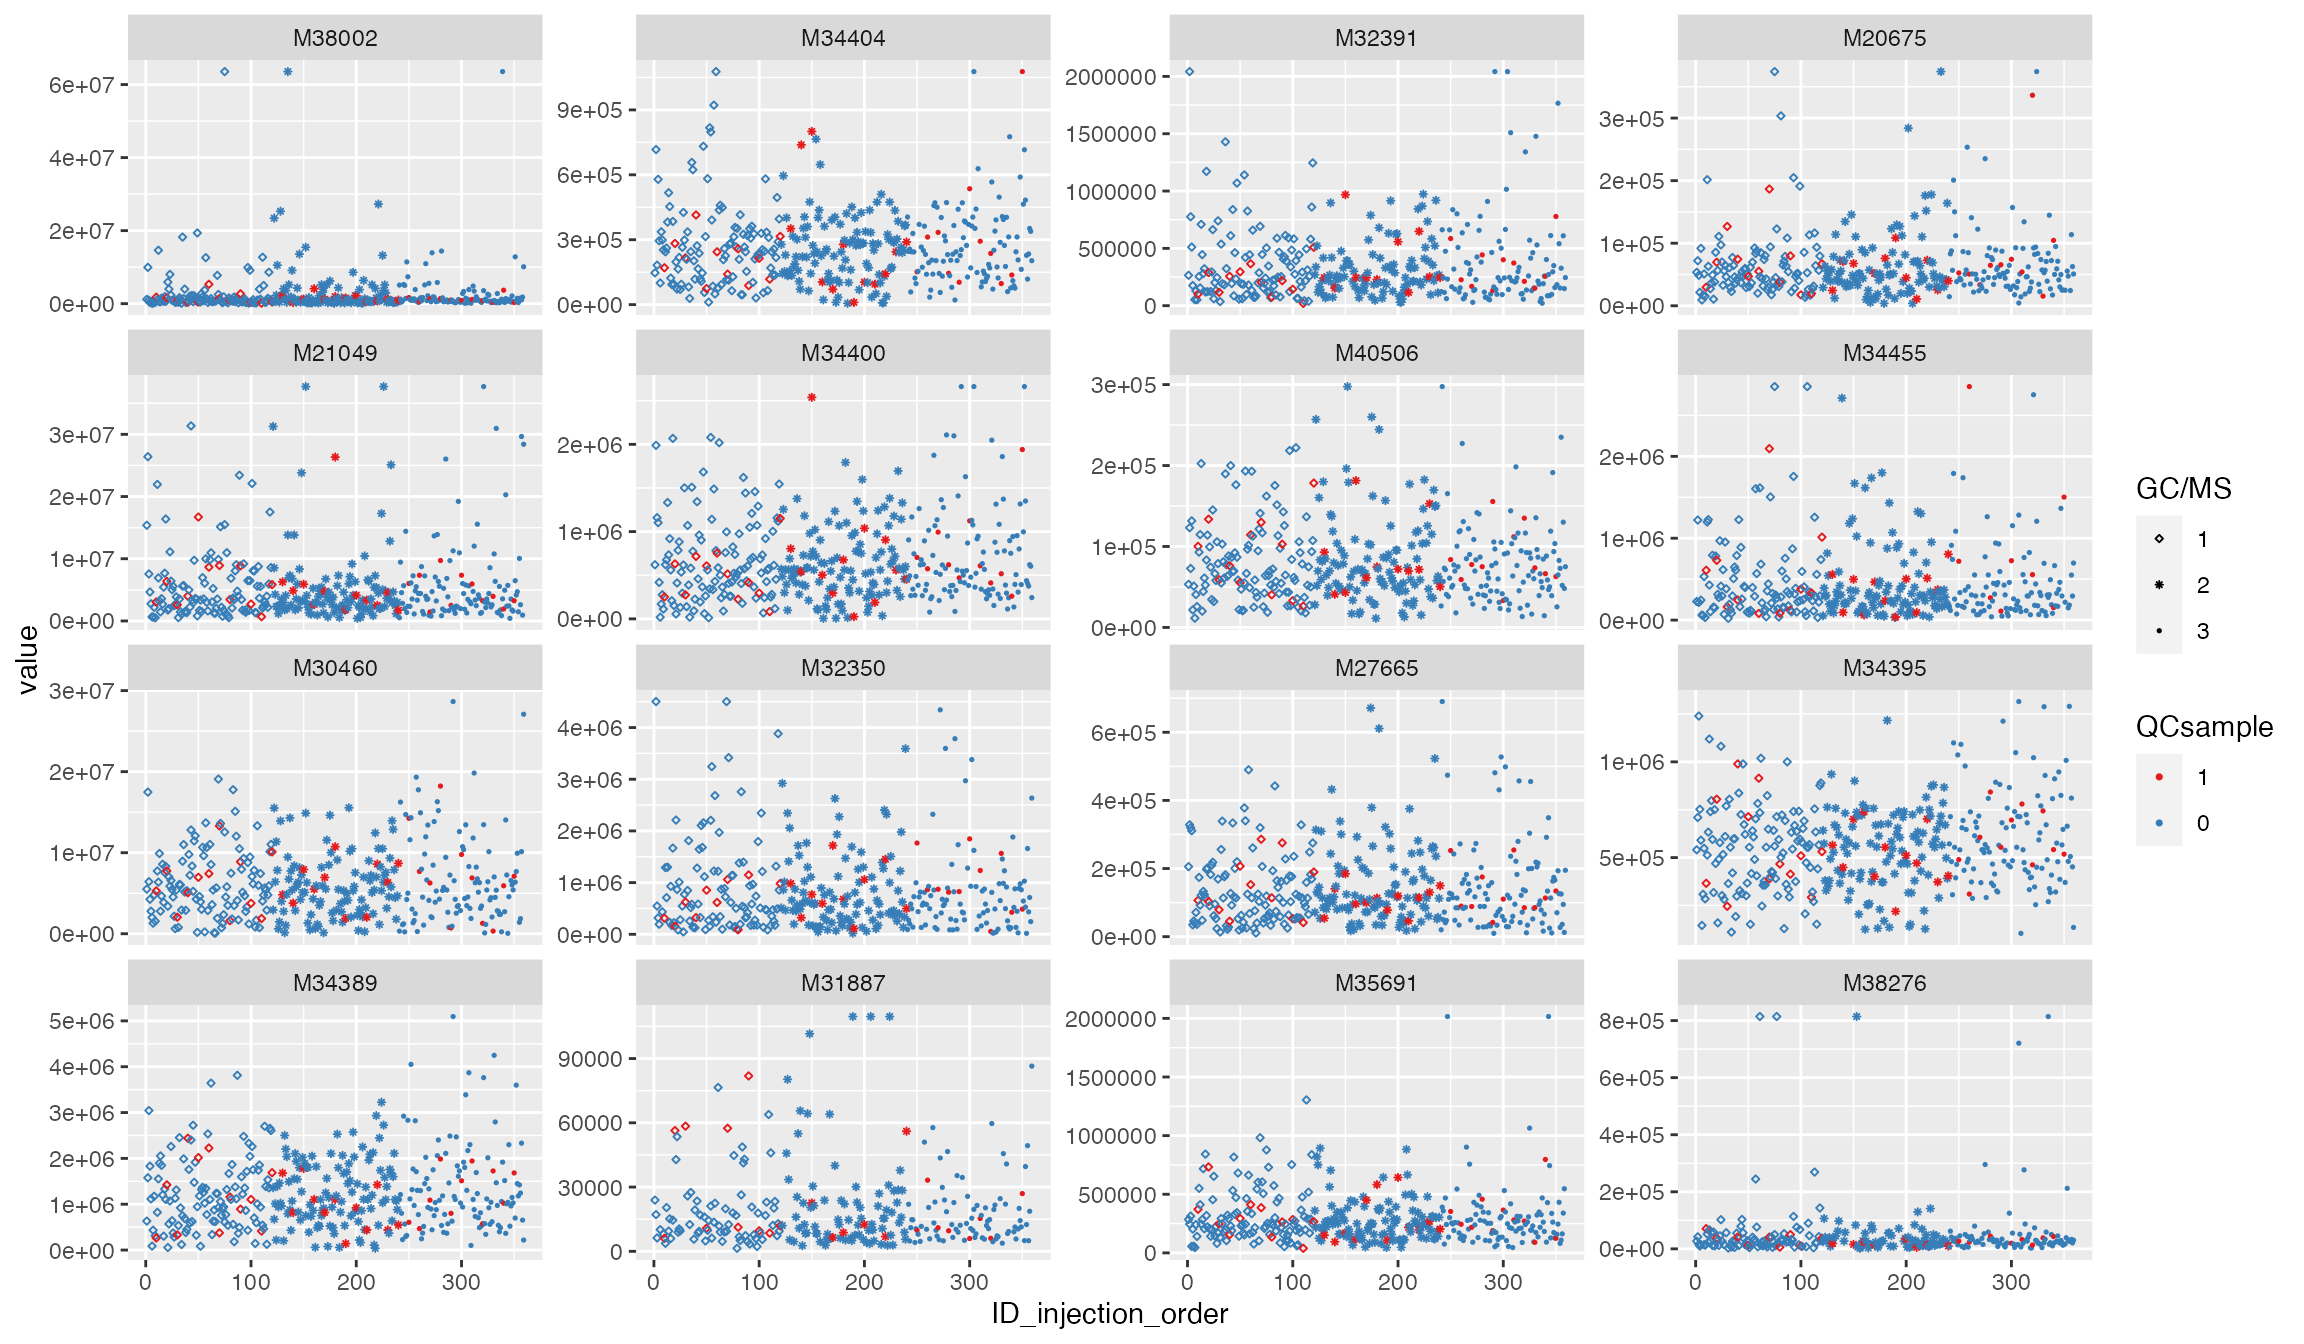 M38002
M34404
M32391
M20675
6e+07
4e+07
2e+07
0e+00
9e+05
6e+05
3e+05
0e+00
2000000
1500000
1000000
500000
0
3e+05
2e+05
1e+05
0e+00
M21049
M34400
M40506
M34455
3e+07
2e+07
1e+07
0e+00
2e+06
1e+06
0e+00
3e+05
2e+05
1e+05
0e+00
2e+06
1e+06
0e+00
M30460
M32350
M27665
M34395
3e+07
2e+07
1e+07
0e+00
4e+06
3e+06
2e+06
1e+06
0e+00
6e+05
4e+05
2e+05
0e+00
1e+06
5e+05
M34389
M31887
M35691
M38276
5e+06
4e+06
3e+06
2e+06
1e+06
0e+00
90000
60000
30000
0
2000000
1500000
1000000
500000
0
8e+05
6e+05
4e+05
2e+05
0e+00
0 100 200 300
0 100 200 300
0 100 200 300
0 100 200 300
ID_injection_order
value
GC/MS
1
2
3
QCsample
1
0